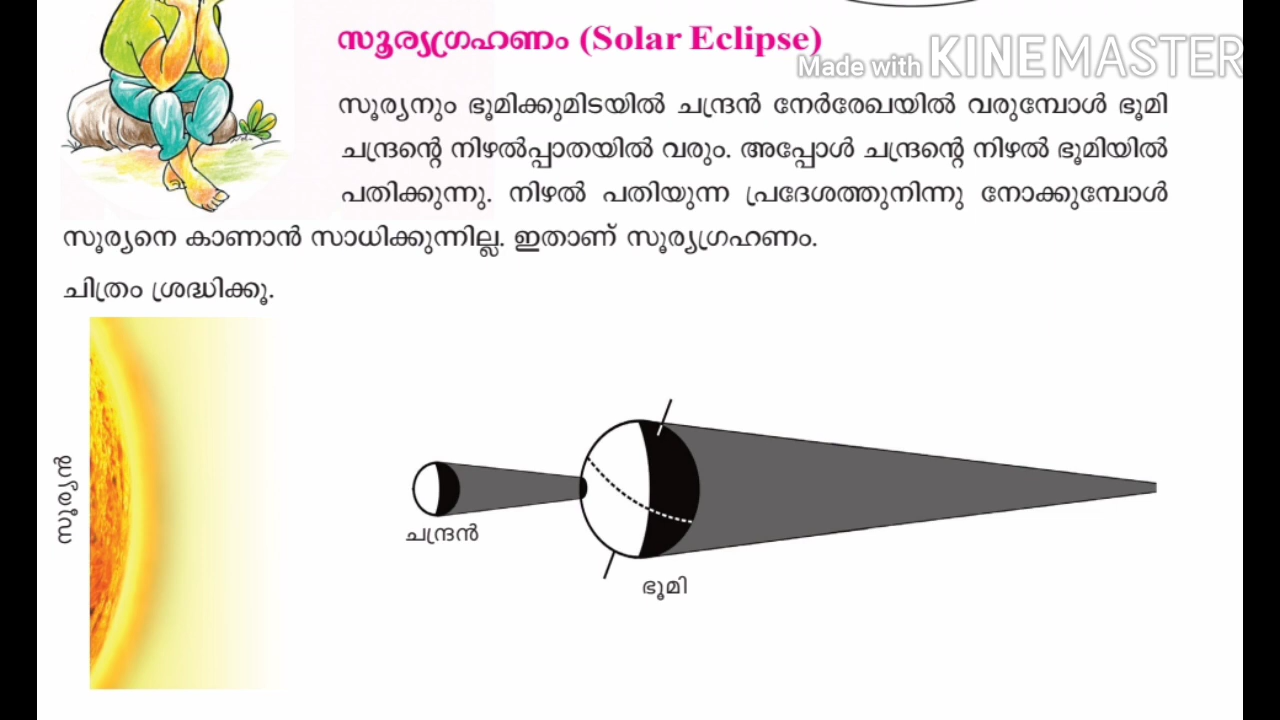 സൂര്യഗ്രഹണം (Solar Eclipse)
Made with KINEMASTER
സൂര്യനും ഭൂമിക്കുമിടയിൽ ചന്ദ്രൻ നേർരേഖയിൽ വരുമ്പോൾ ഭൂമി
ചന്ദ്രന്റെ നിഴൽപ്പാതയിൽ വരും. അപ്പോൾ ചന്ദ്രന്റെ നിഴൽ ഭൂമിയിൽ
പതിക്കുന്നു. നിഴൽ പതിയുന്ന പ്രദേശത്തുനിന്നു നോക്കുമ്പോൾ
സൂര്യനെ കാണാൻ സാധിക്കുന്നില്ല. ഇതാണ് സൂര്യഗ്രഹണം.
ചിത്രം ശ്രദ്ധിക്കൂ.
സൂര്യൻ
ചന്ദ്രൻ
ഭൂമി